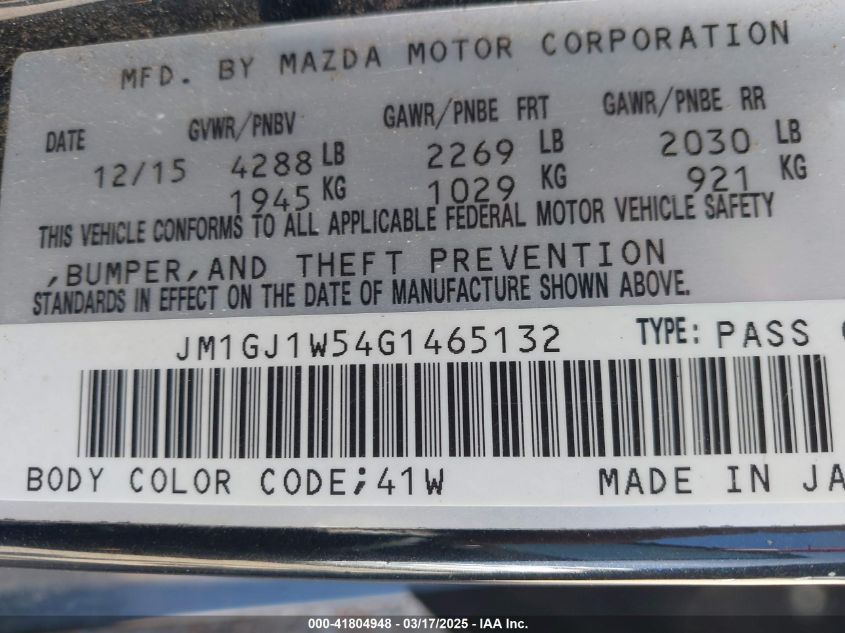 MFD. BY MAZDA MOTOR CORPORATION
DATE GVWR/PNBV GAWR/PNBE FRT GAWR/PNBE RR
12/15 4288 LB 2269 LB 2030 LB
1945 KG 1029 KG 921 KG
THIS VEHICLE CONFORMS TO ALL APPLICABLE FEDERAL MOTOR VEHICLE SAFETY
,BUMPER,AND THEFT PREVENTION
STANDARDS IN EFFECT ON THE DATE OF MANUFACTURE SHOWN ABOVE.
JM1GJ1W54G1465132 TYPE: PASS
BODY COLOR CODE;41W MADE IN JA
000-41804948 - 03/17/2025 - IAA Inc.